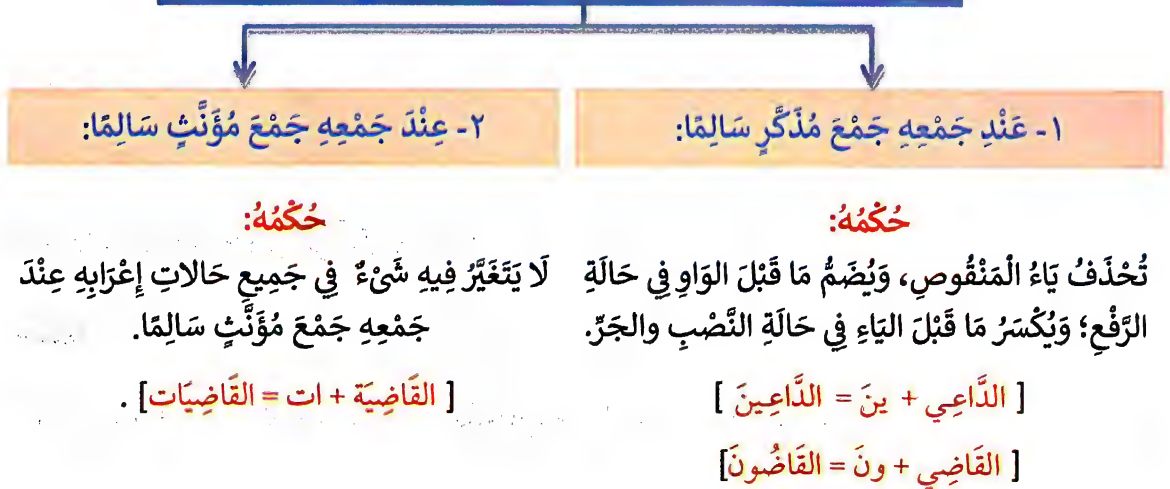 ١- عَنْدِ جَمْعِهِ جَمْعَ مُذَكَّرٍ سَالِمًا:
حُكْمُهُ:
تُحْذَفُ يَاءُ الْمَنْقُوصِ، وَيُضَمُّ مَا قَبْلَ الوَاوِ فِي حَالَةِ
الرَّفْعِ؛ وَيُكْسَرُ مَا قَبْلَ اليَاءِ فِي حَالَةِ النَّصْبِ والجَرِّ.
[ الدَّاعِي + ينَ = الدَّاعِينَ ]
[ القَاضِي + ونَ = القَاضُونَ]
٢- عِنْدَ جَمْعِهِ جَمْعَ مُؤَنَّثٍ سَالِمًا:
حُكْمُهُ:
لَا يَتَغَيَّرُ فِيهِ شَيْءٌ فِي جَمِيعِ حَالاتِ إِعْرَابِهِ عِنْدَ
جَمْعِهِ جَمْعَ مُؤَنَّثٍ سَالِمًا.
[ القَاضِيَة + ات = القَاضِيَات] .